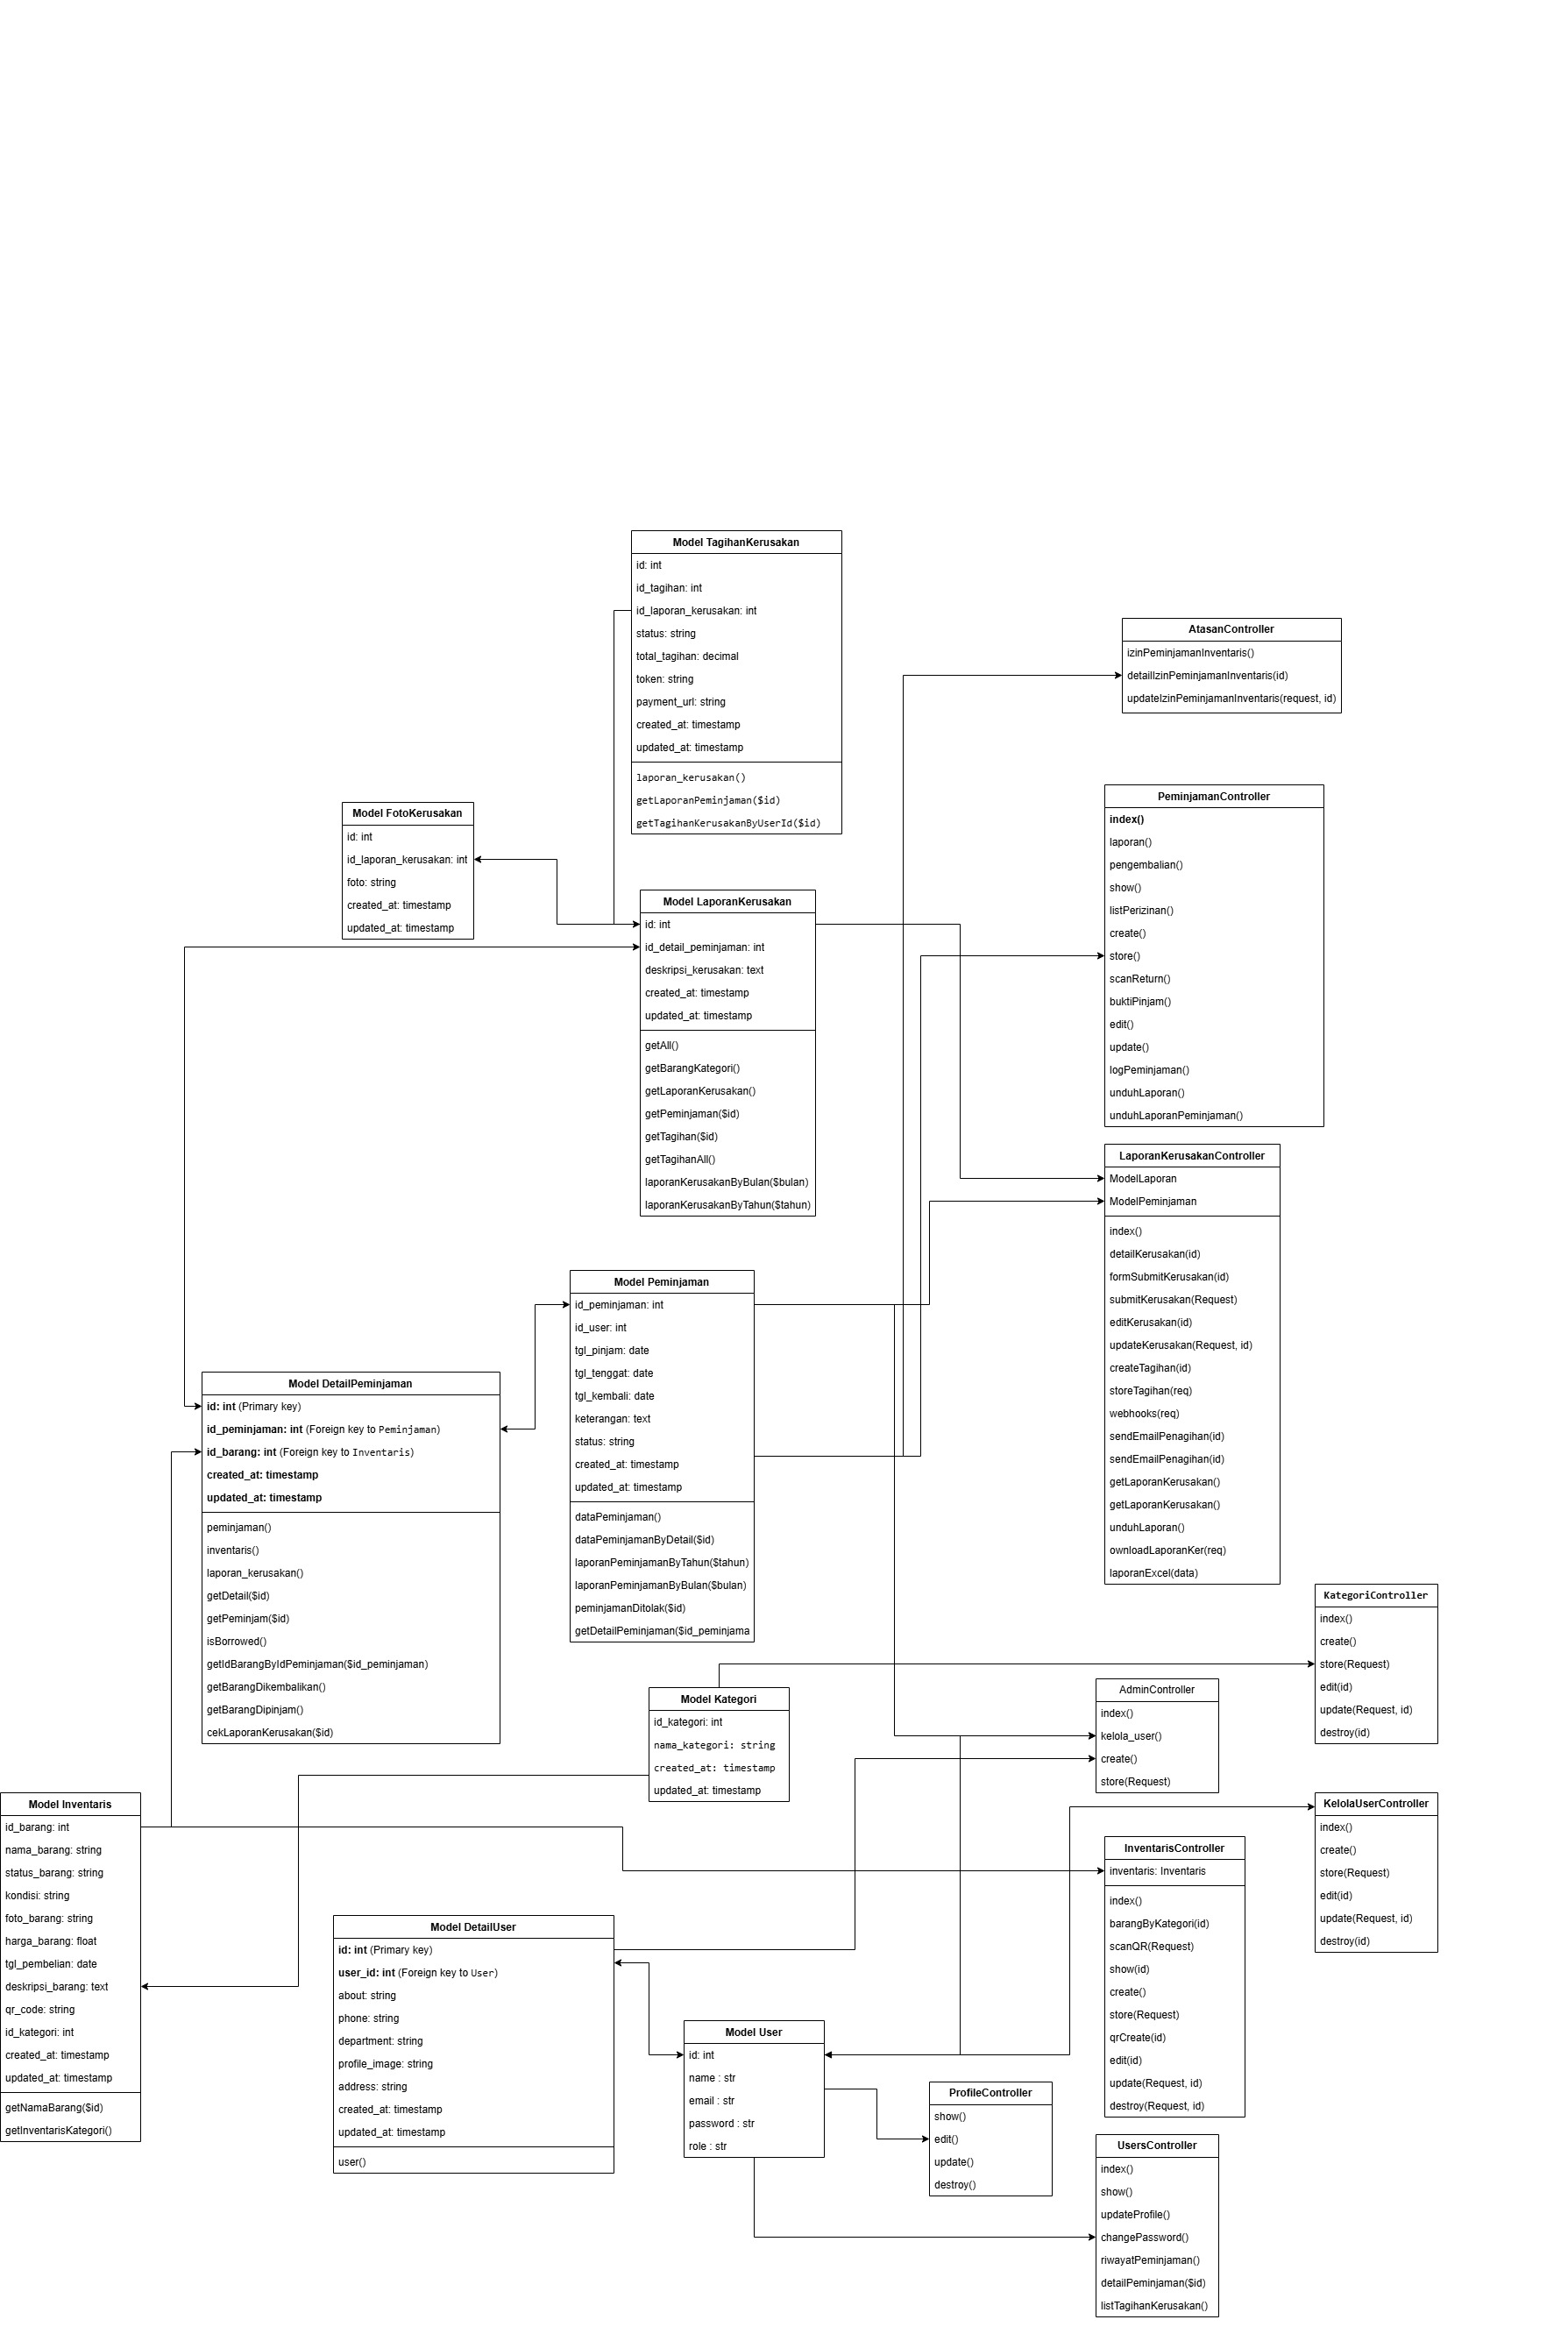 Model TagihanKerusakan
id: int
id_tagihan: int
id_laporan_kerusakan: int
status: string
total_tagihan: decimal
token: string
payment_url: string
created_at: timestamp
updated_at: timestamp
laporan_kerusakan()
getLaporanPeminjaman($id)
getTagihanKerusakanByUserId($id)
AtasanController
izinPeminjamanInventaris()
detailIzinPeminjamanInventaris(id)
updateIzinPeminjamanInventaris(request, id)
Model FotoKerusakan
id: int
id_laporan_kerusakan: int
foto: string
created_at: timestamp
updated_at: timestamp
PeminjamanController
index()
laporan()
pengembalian()
show()
listPerizinan()
create()
store()
scanReturn()
buktiPinjam()
edit()
update()
logPeminjaman()
unduhLaporan()
unduhLaporanPeminjaman()
Model LaporanKerusakan
id: int
id_detail_peminjaman: int
deskripsi_kerusakan: text
created_at: timestamp
updated_at: timestamp
getAll()
getBarangKategori()
getLaporanKerusakan()
getPeminjaman($id)
getTagihan($id)
getTagihanAll()
laporanKerusakanByBulan($bulan)
laporanKerusakanByTahun($tahun)
LaporanKerusakanController
ModelLaporan
ModelPeminjaman
index()
detailKerusakan(id)
formSubmitKerusakan(id)
submitKerusakan(Request)
editKerusakan(id)
updateKerusakan(Request, id)
createTagihan(id)
storeTagihan(req)
webhooks(req)
sendEmailPenagihan(id)
sendEmailPenagihan(id)
getLaporanKerusakan()
getLaporanKerusakan()
unduhLaporan()
ownloadLaporanKer(req)
laporanExcel(data)
Model Peminjaman
id_peminjaman: int
id_user: int
tgl_pinjam: date
tgl_tenggat: date
tgl_kembali: date
keterangan: text
status: string
created_at: timestamp
updated_at: timestamp
dataPeminjaman()
dataPeminjamanByDetail($id)
laporanPeminjamanByTahun($tahun)
laporanPeminjamanByBulan($bulan)
peminjamanDitolak($id)
getDetailPeminjaman($id_peminjama
Model DetailPeminjaman
id: int (Primary key)
id_peminjaman: int (Foreign key to Peminjaman)
id_barang: int (Foreign key to Inventaris)
created_at: timestamp
updated_at: timestamp
peminjaman()
inventaris()
laporan_kerusakan()
getDetail($id)
getPeminjam($id)
isBorrowed()
getIdBarangByIdPeminjaman($id_peminjaman)
getBarangDikembalikan()
getBarangDipinjam()
cekLaporanKerusakan($id)
KategoriController
index()
create()
store(Request)
edit(id)
update(Request, id)
destroy(id)
Model Kategori
id_kategori: int
nama_kategori: string
created_at: timestamp
updated_at: timestamp
AdminController
index()
kelola_user()
create()
store(Request)
Model Inventaris
id_barang: int
nama_barang: string
status_barang: string
kondisi: string
foto_barang: string
harga_barang: float
tgl_pembelian: date
deskripsi_barang: text
qr_code: string
id_kategori: int
created_at: timestamp
updated_at: timestamp
getNamaBarang($id)
getInventarisKategori()
KelolaUserController
index()
create()
store(Request)
edit(id)
update(Request, id)
destroy(id)
InventarisController
inventaris: Inventaris
index()
barangByKategori(id)
scanQR(Request)
show(id)
create()
store(Request)
qrCreate(id)
edit(id)
update(Request, id)
destroy(Request, id)
Model DetailUser
id: int (Primary key)
user_id: int (Foreign key to User)
about: string
phone: string
department: string
profile_image: string
address: string
created_at: timestamp
updated_at: timestamp
user()
Model User
id: int
name : str
email : str
password : str
role : str
ProfileController
show()
edit()
update()
destroy()
UsersController
index()
show()
updateProfile()
changePassword()
riwayatPeminjaman()
detailPeminjaman($id)
listTagihanKerusakan()